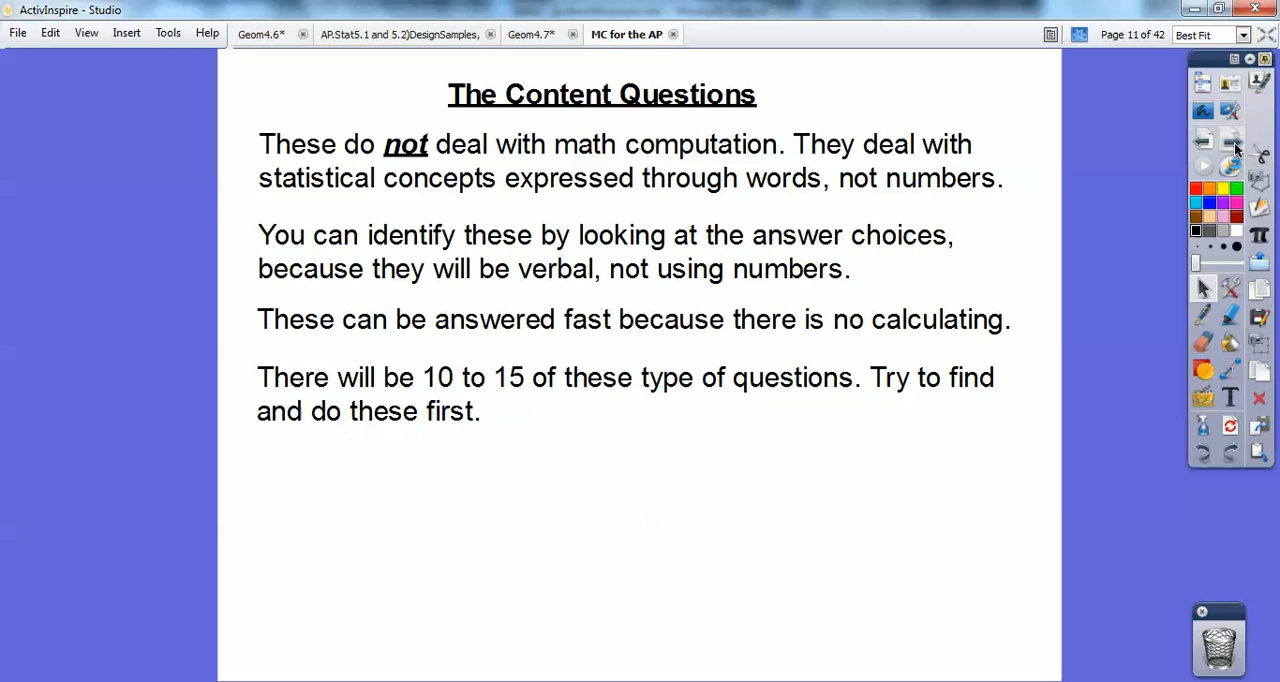 ActivInspire - Studio
File Edit View Insert Tools Help
Geom4.6* AP.Stat5.1 and 5.2)DesignSamples, Geom4.7* MC for the AP
Page 11 of 42 Best Fit
The Content Questions
These do not deal with math computation. They deal with
statistical concepts expressed through words, not numbers.
You can identify these by looking at the answer choices,
because they will be verbal, not using numbers.
These can be answered fast because there is no calculating.
There will be 10 to 15 of these type of questions. Try to find
and do these first.